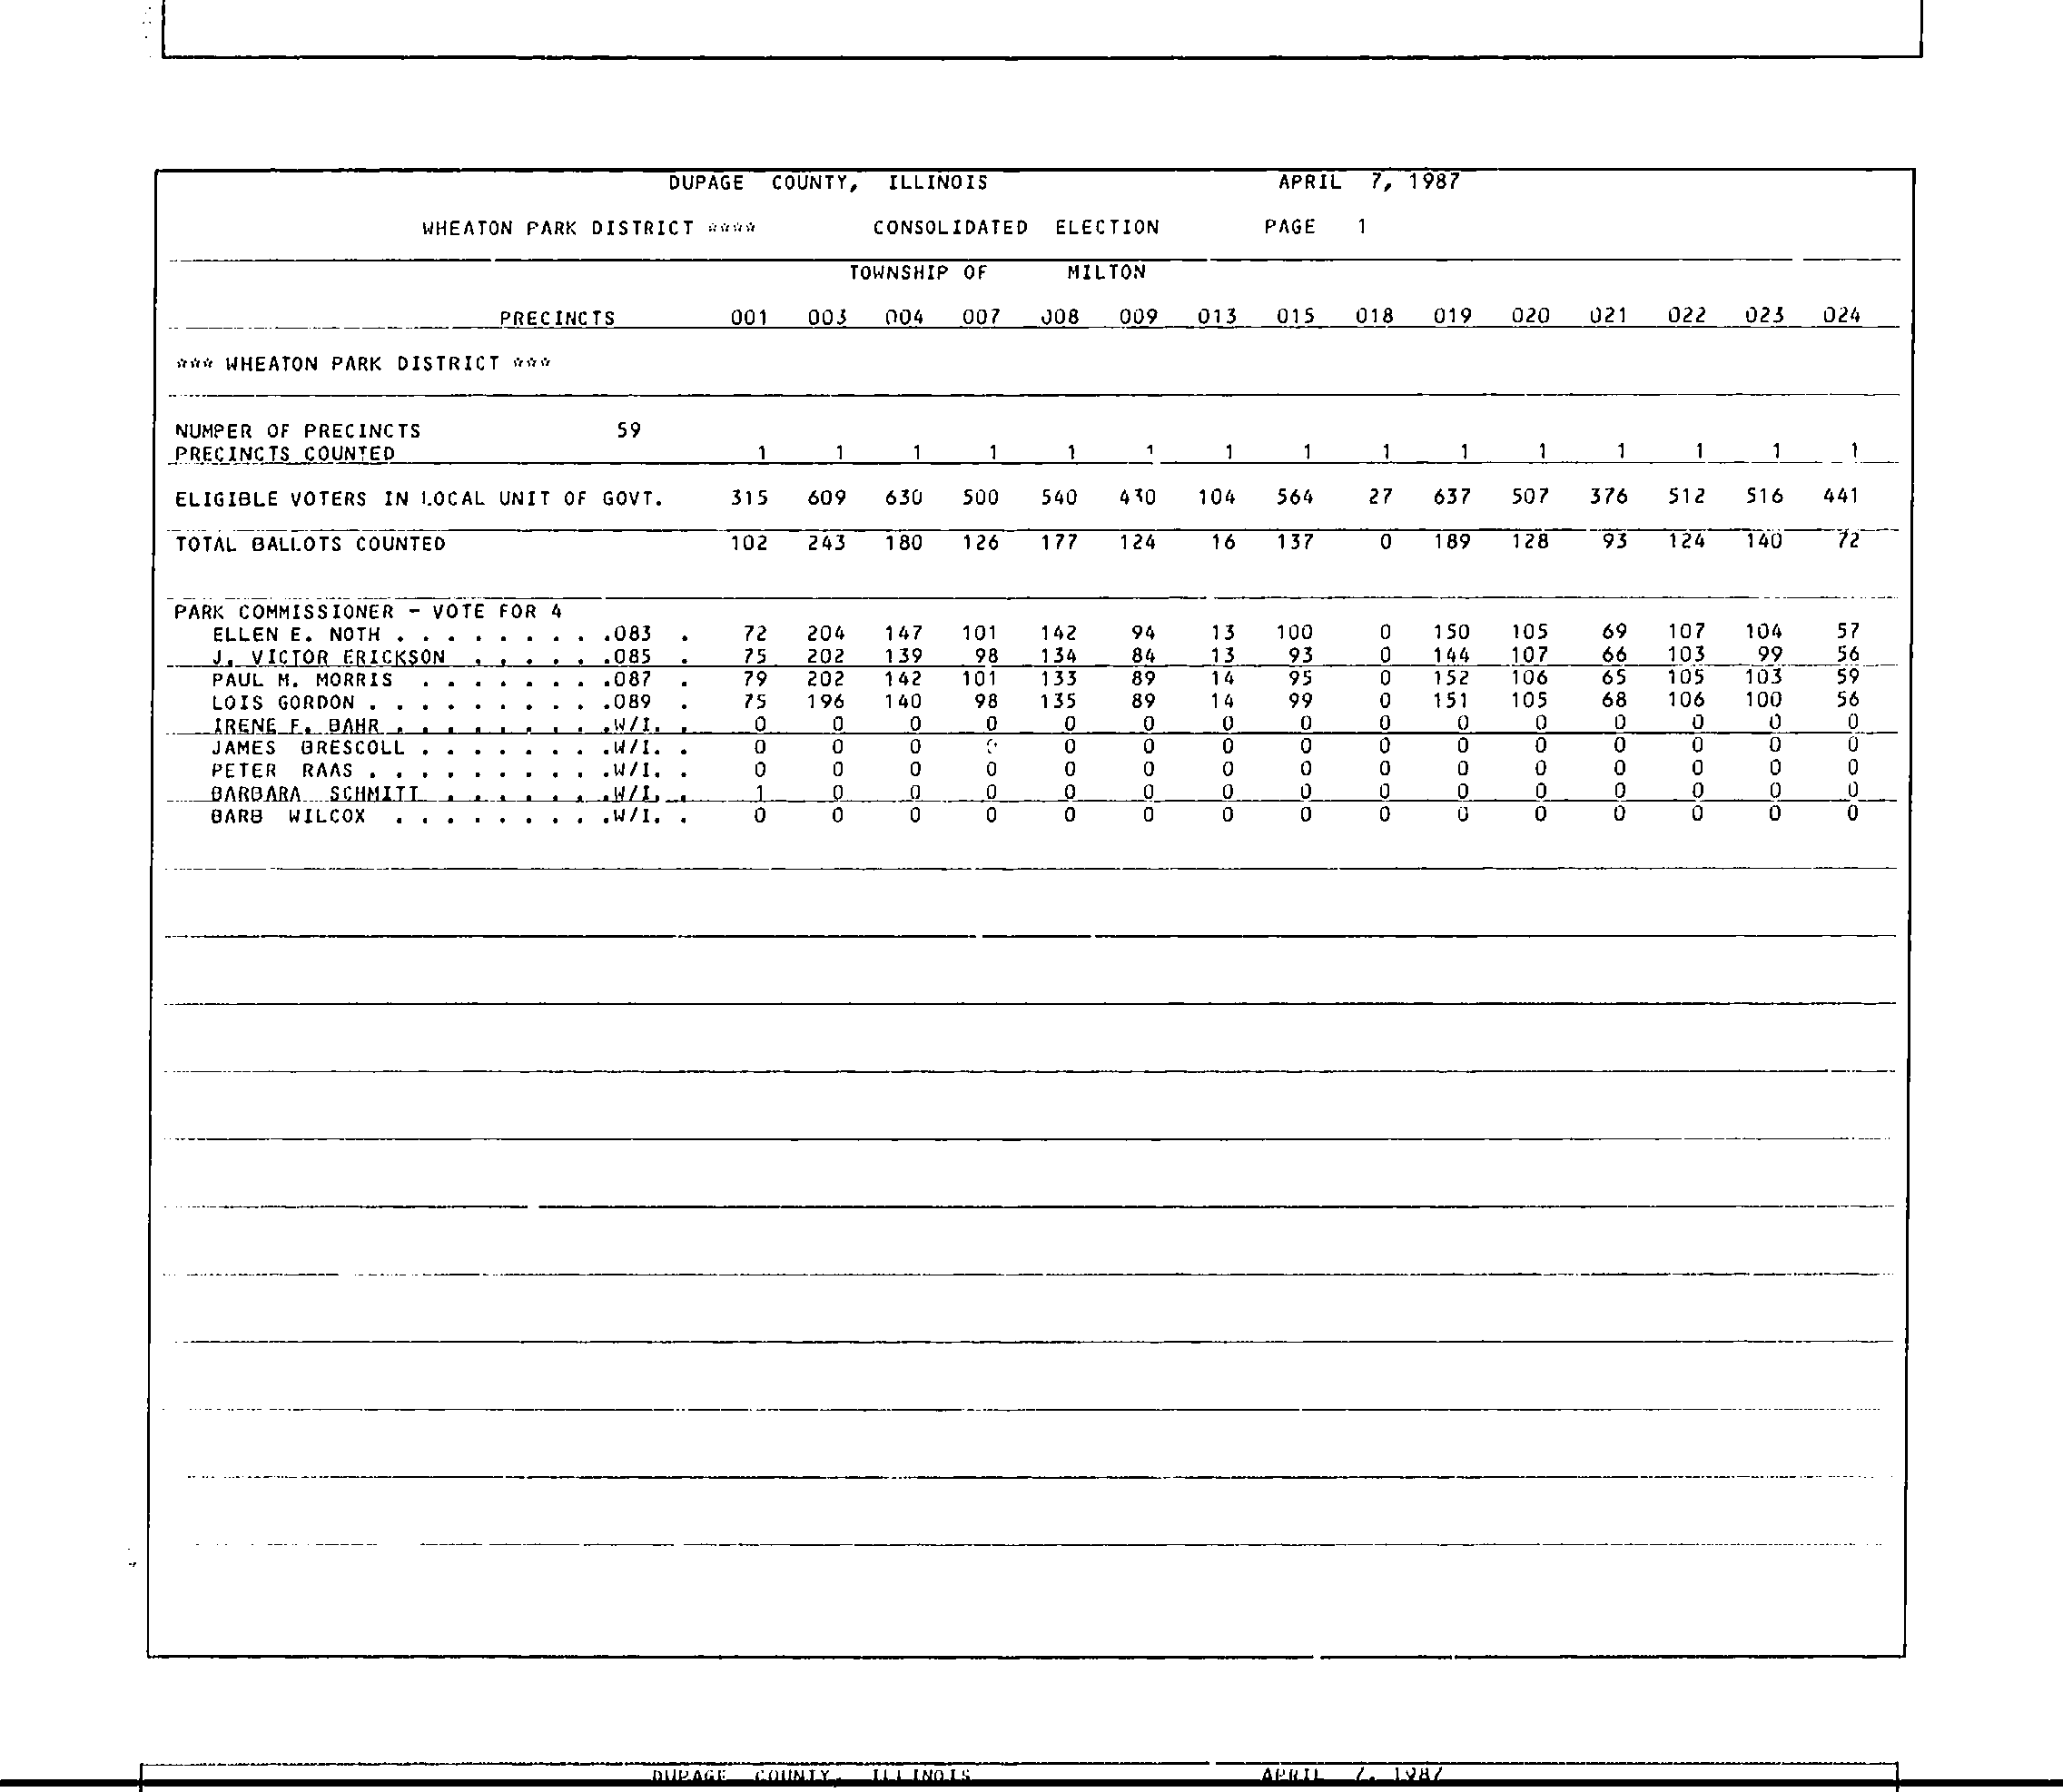 DUPAGE COUNTY, ILLINOIS APRIL 7, 1987
WHEATON PARK DISTRICT **** CONSOLIDATED ELECTION PAGE 1
TOWNSHIP OF MILTON
PRECINCTS 001 003 004 007 008 009 013 015 018 019 020 021 022 023 024
*** WHEATON PARK DISTRICT ***
NUMPER OF PRECINCTS 59
PRECINCTS COUNTED 1 1 1 1 1 1 1 1 1 1 1 1 1 1 1
ELIGIBLE VOTERS IN LOCAL UNIT OF GOVT. 315 609 630 500 540 430 104 564 27 637 507 376 512 516 441
TOTAL BALLOTS COUNTED 102 243 180 126 177 124 16 137 0 189 128 93 124 140 72
PARK COMMISSIONER - VOTE FOR 4
ELLEN E. NOTH . . . . . . . . .083 . 72 204 147 101 142 94 13 100 0 150 105 69 107 104 57
J. VICTOR ERICKSON . . . . . .085 . 75 202 139 98 134 84 13 93 0 144 107 66 103 99 56
PAUL M. MORRIS . . . . . . . .087 . 79 202 142 101 133 89 14 95 0 152 106 65 105 103 59
LOIS GORDON . . . . . . . . . .089 . 75 196 140 98 135 89 14 99 0 151 105 68 106 100 56
IRENE F. BAHR . . . . . . . . .W/I. . 0 0 0 0 0 0 0 0 0 0 0 0 0 0 0
JAMES BRESCOLL . . . . . . . .W/I. . 0 0 0 0 0 0 0 0 0 0 0 0 0 0 0
PETER RAAS . . . . . . . . . .W/I. . 0 0 0 0 0 0 0 0 0 0 0 0 0 0 0
BARBARA SCHMITT . . . . . . .W/I. . 1 0 0 0 0 0 0 0 0 0 0 0 0 0 0
BARB WILCOX . . . . . . . . .W/I. . 0 0 0 0 0 0 0 0 0 0 0 0 0 0 0
DUPAGE COUNTY, ILLINOIS APRIL 7, 1987